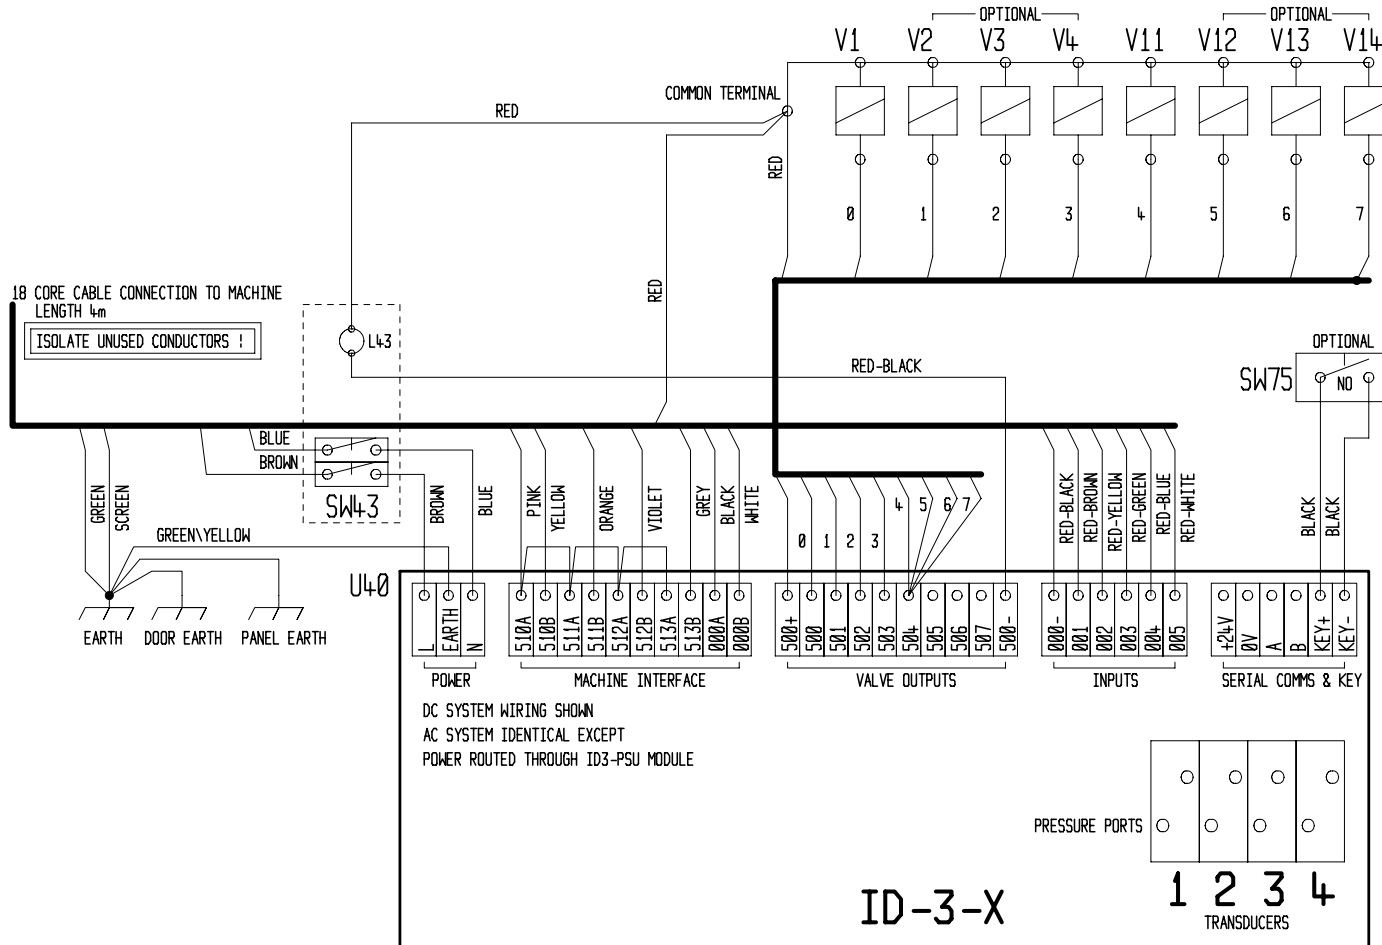 OPTIONAL OPTIONAL
V1 V2 V3 V4 V11 V12 V13 V14
COMMON TERMINAL
RED
RED
0 1 2 3 4 5 6 7
RED
18 CORE CABLE CONNECTION TO MACHINE
LENGTH 4m
ISOLATE UNUSED CONDUCTORS !
L43
OPTIONAL
RED-BLACK
SW75
NO
BLUE
BROWN
SW43
GREEN
SCREEN
BROWN
BLUE
PINK
YELLOW
ORANGE
VIOLET
GREY
BLACK
WHITE
0 1 2 3 4 5 6 7
RED-BLACK
RED-BROWN
RED-YELLOW
RED-GREEN
RED-BLUE
RED-WHITE
BLACK
BLACK
GREEN\YELLOW
U40
EARTH DOOR EARTH PANEL EARTH
L EARTH N
510A 510B 511A 511B 512A 512B 513A 513B 000A 000B
500+ 500 501 502 503 504 505 506 507 500-
000- 001 002 003 004 005
+24V 0V A B KEY+ KEY-
POWER MACHINE INTERFACE VALVE OUTPUTS INPUTS SERIAL COMMS & KEY
DC SYSTEM WIRING SHOWN
AC SYSTEM IDENTICAL EXCEPT
POWER ROUTED THROUGH ID3-PSU MODULE
PRESSURE PORTS
1 2 3 4
TRANSDUCERS
ID-3-X